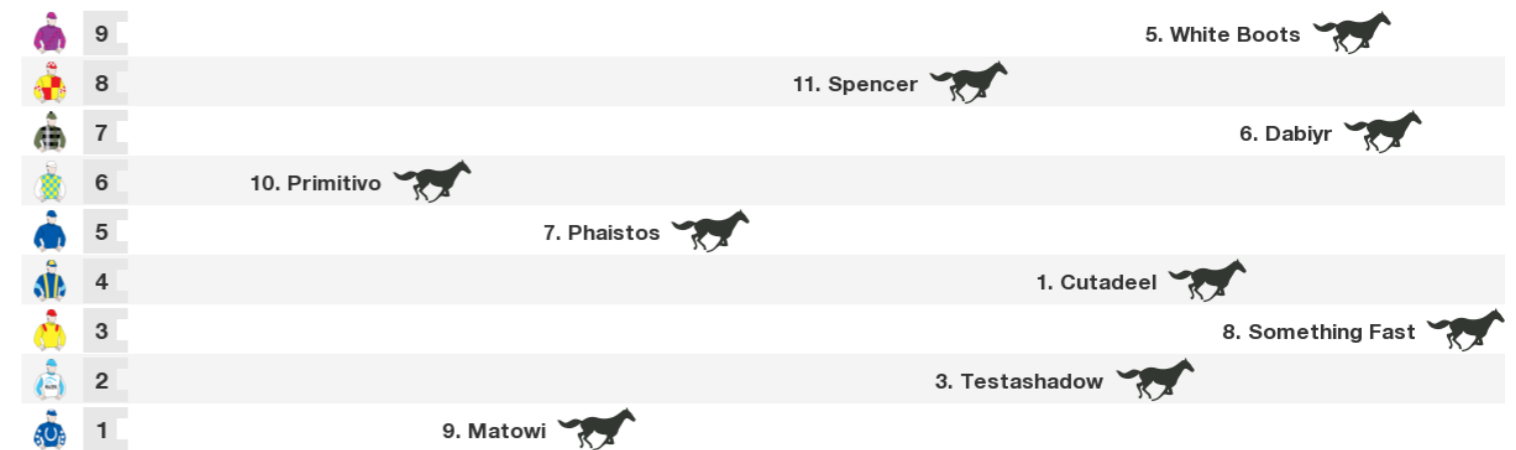 9 5. White Boots
8 11. Spencer
7 6. Dabiyr
6 10. Primitivo
5 7. Phaistos
4 1. Cutadeel
3 8. Something Fast
2 3. Testashadow
1 9. Matowi